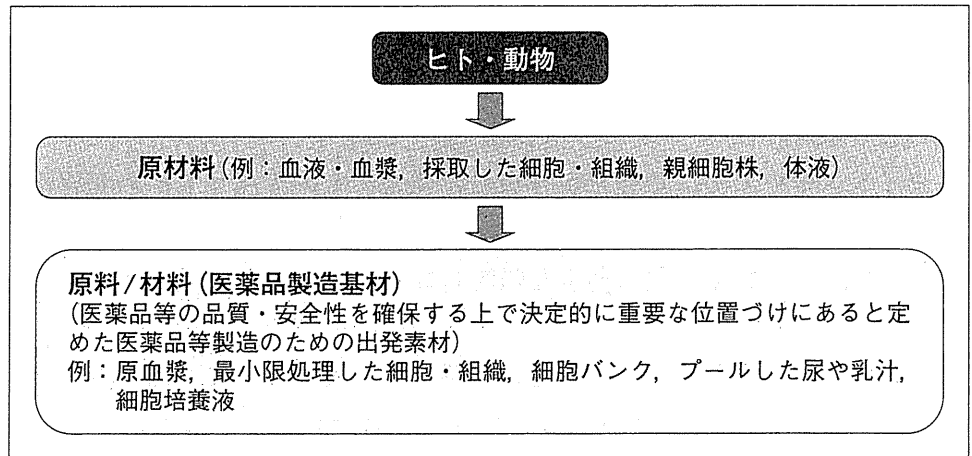 ヒト・動物
原材料(例：血液・血漿，採取した細胞・組織，親細胞株，体液)
原料/材料(医薬品製造基材)
(医薬品等の品質・安全性を確保する上で決定的に重要な位置づけにあると定
めた医薬品等製造のための出発素材)
例：原血漿，最小限処理した細胞・組織，細胞バンク，プールした尿や乳汁，
細胞培養液